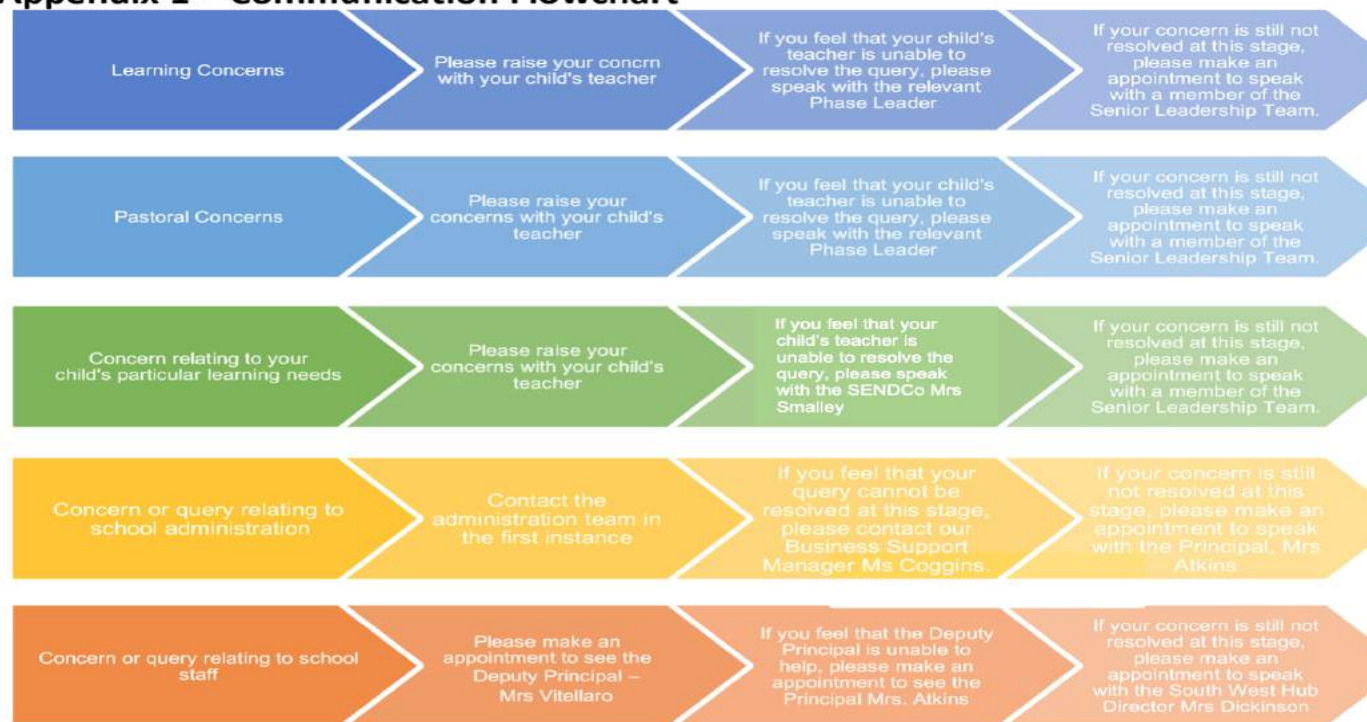 Appendix 1 – Communication Flowchart
Learning Concerns
Please raise your concrn
with your child's teacher
If you feel that your child's
teacher is unable to
resolve the query, please
speak with the relevant
Phase Leader
If your concern is still not
resolved at this stage,
please make an
appointment to speak
with a member of the
Senior Leadership Team.
Pastoral Concerns
Please raise your
concerns with your child's
teacher
If you feel that your child's
teacher is unable to
resolve the query, please
speak with the relevant
Phase Leader
If your concern is still not
resolved at this stage,
please make an
appointment to speak
with a member of the
Senior Leadership Team.
Concern relating to your
child's particular learning needs
Please raise your
concerns with your child's
teacher
If you feel that your
child's teacher is
unable to resolve the
query, please speak
with the SENDCo Mrs
Smalley
If your concern is still not
resolved at this stage,
please make an
appointment to speak
with a member of the
Senior Leadership Team.
Concern or query relating to
school administration
Contact the
administration team in
the first instance
If you feel that your
query cannot be
resolved at this stage,
please contact our
Business Support
Manager Ms Coggins.
If your concern is still
not resolved at this
stage, please make an
appointment to speak
with the Principal, Mrs
Atkins
Concern or query relating to school
staff
Please make an
appointment to see the
Deputy Principal –
Mrs Vitellaro
If you feel that the Deputy
Principal is unable to
help, please make an
appointment to see the
Principal Mrs. Atkins
If your concern is still not
resolved at this stage,
please make an
appointment to speak
with the South West Hub
Director Mrs Dickinson